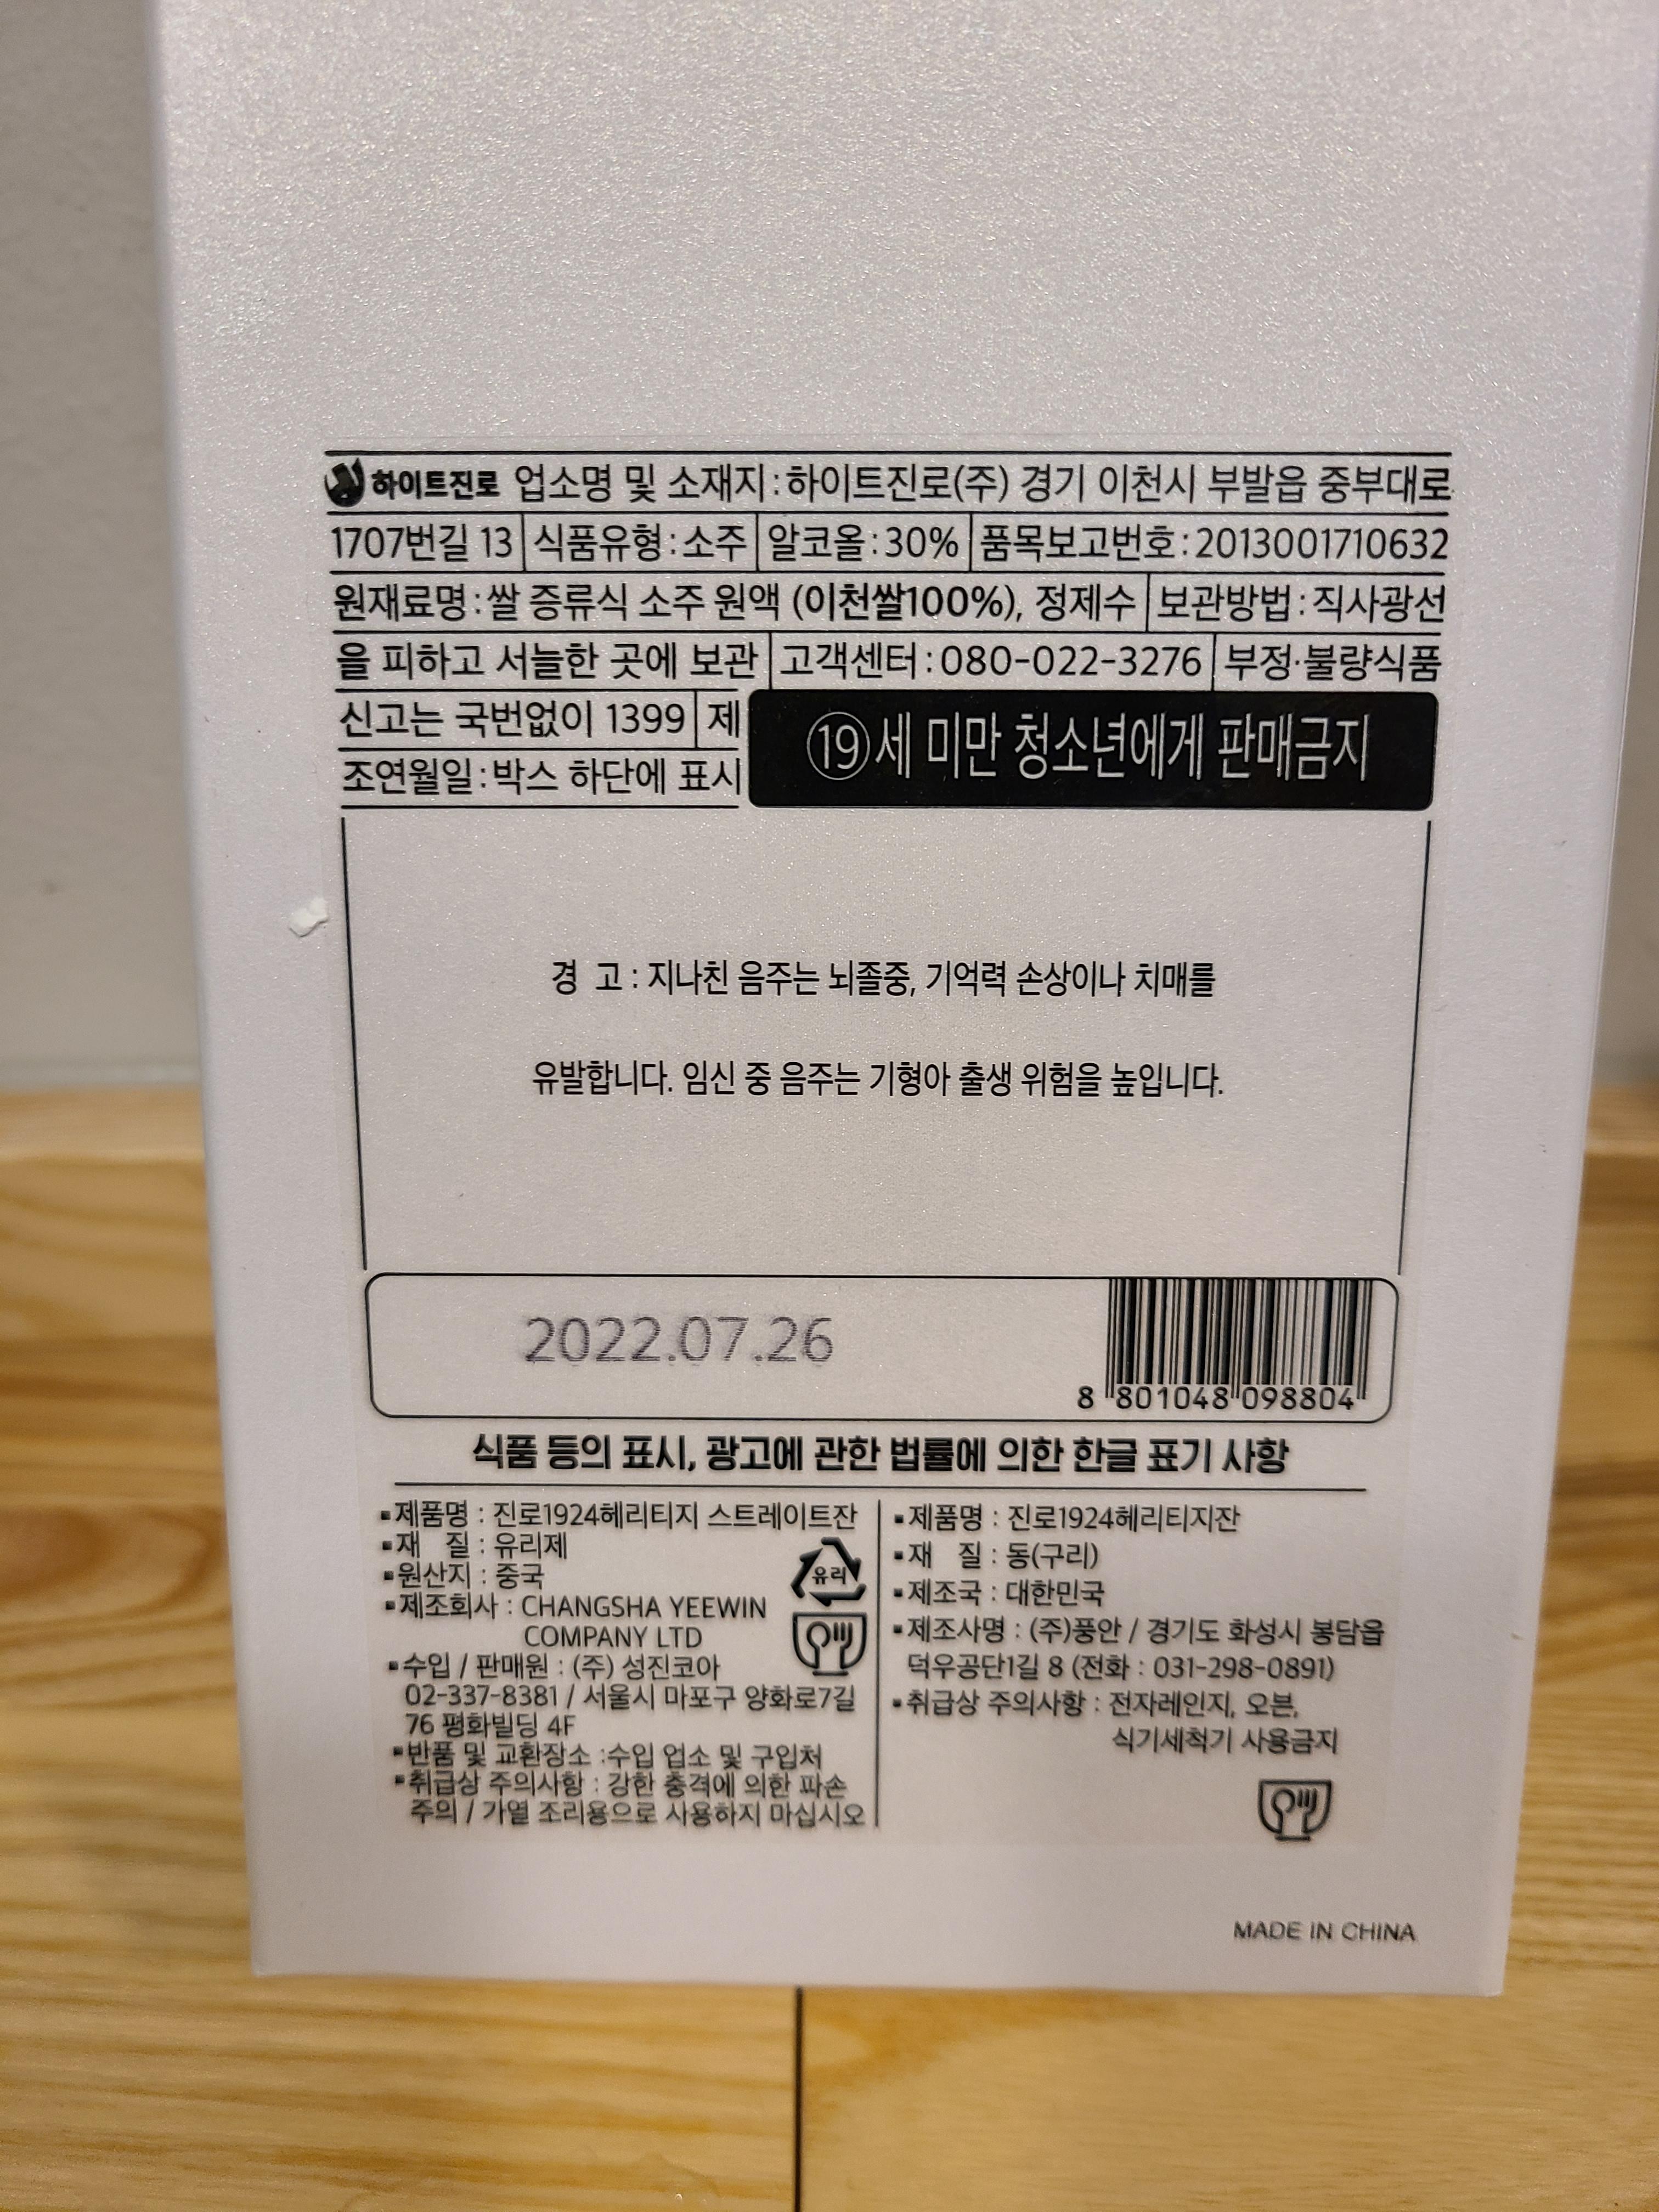 하이트진로 업소명 및 소재지:하이트진로(주) 경기 이천시 부발읍 중부대로
1707번길 13 식품유형:소주 알코올:30% 품목보고번호:2013001710632
원재료명:쌀 증류식 소주 원액 (이천쌀100%), 정제수 보관방법:직사광선
을 피하고 서늘한 곳에 보관 고객센터:080-022-3276 부정·불량식품
신고는 국번없이 1399 제
조연월일:박스 하단에 표시
⑲세 미만 청소년에게 판매금지
경 고 : 지나친 음주는 뇌졸중, 기억력 손상이나 치매를
유발합니다. 임신 중 음주는 기형아 출생 위험을 높입니다.
2022.07.26
8 801048 098804
식품 등의 표시, 광고에 관한 법률에 의한 한글 표기 사항
▪제품명 : 진로1924헤리티지 스트레이트잔
▪재 질 : 유리제
▪원산지 : 중국
▪제조회사 : CHANGSHA YEEWIN
COMPANY LTD
▪수입 / 판매원 : (주) 성진코아
02-337-8381 / 서울시 마포구 양화로7길
76 평화빌딩 4F
▪반품 및 교환장소 :수입 업소 및 구입처
▪취급상 주의사항 : 강한 충격에 의한 파손
주의 / 가열 조리용으로 사용하지 마십시오
유리
▪제품명 : 진로1924헤리티지잔
▪재 질 : 동(구리)
▪제조국 : 대한민국
▪제조사명 : (주)풍안 / 경기도 화성시 봉담읍
덕우공단1길 8 (전화 : 031-298-0891)
▪취급상 주의사항 : 전자레인지, 오븐,
식기세척기 사용금지
MADE IN CHINA